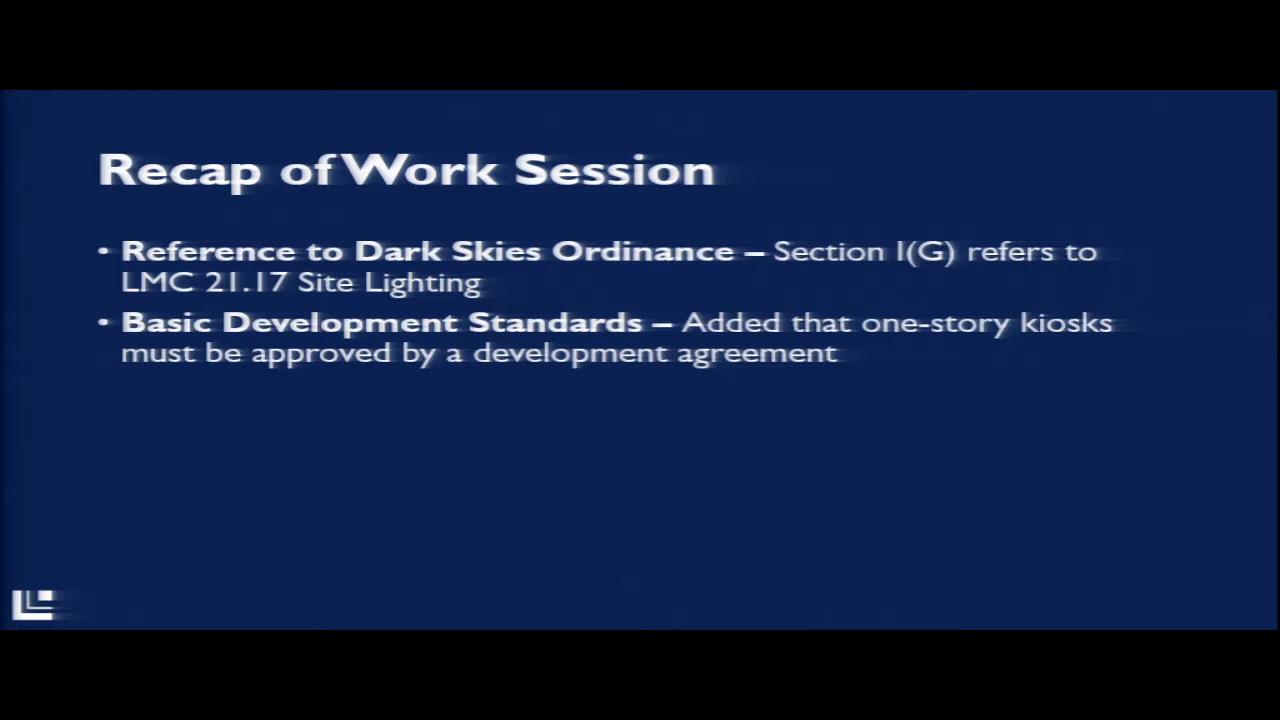 Recap of Work Session
• Reference to Dark Skies Ordinance – Section I(G) refers to
LMC 21.17 Site Lighting
• Basic Development Standards – Added that one-story kiosks
must be approved by a development agreement